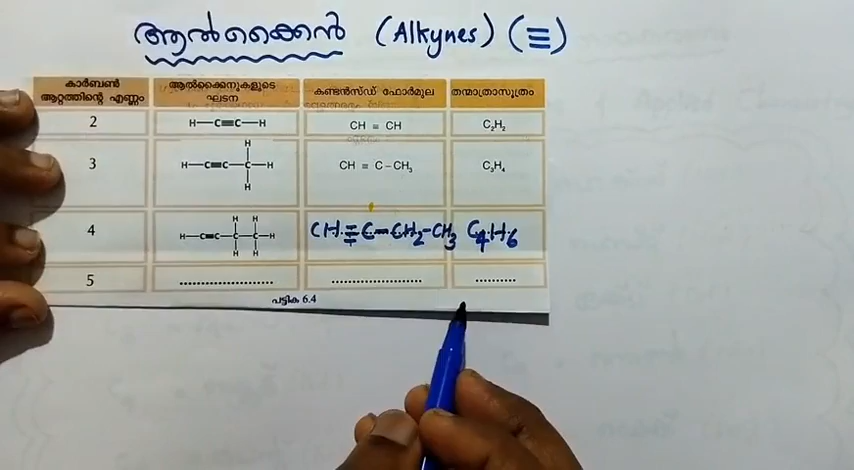 ആൽക്കൈൻ (Alkynes) (≡)
കാർബൺ ആറ്റത്തിന്റെ എണ്ണം ആൽക്കൈനുകളുടെ ഘടന കണ്ടൻസ്ഡ് ഫോർമുല തന്മാത്രാസൂത്രം
2 H—C≡C—H CH ≡ CH C₂H₂
H
3 H—C≡C—C—H CH ≡ C – CH₃ C₃H₄
H
H H
4 H—C≡C—C—C—H CH≡C-CH₂-CH₃ C₄H₆
H H
5 .................... .................... ..........
പട്ടിക 6.4